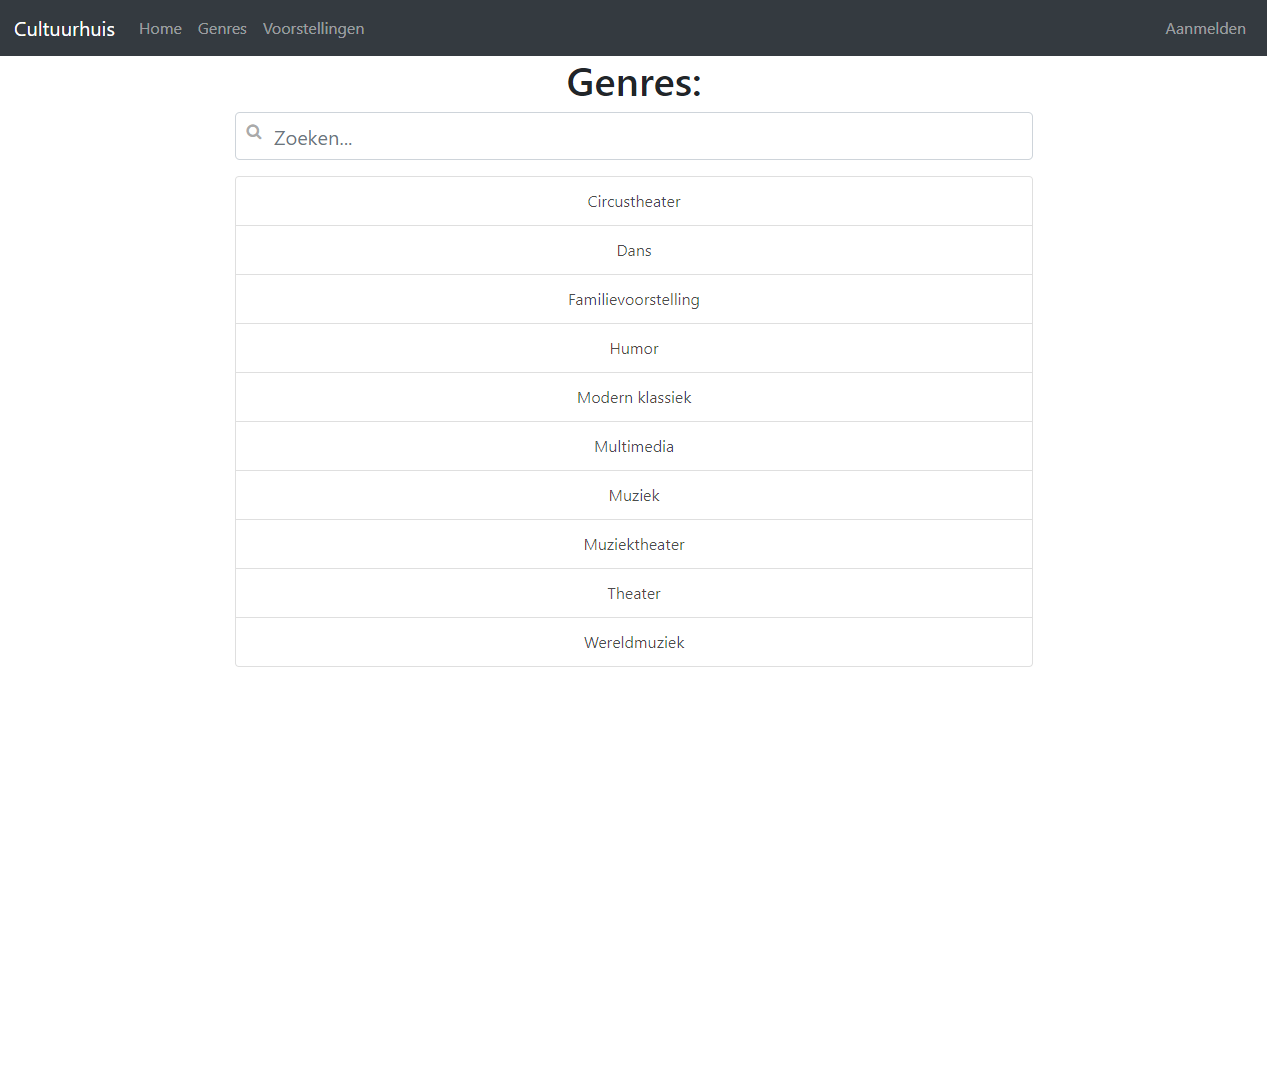 Cultuurhuis Home Genres Voorstellingen Aanmelden
Genres:
Zoeken...
Circustheater
Dans
Familievoorstelling
Humor
Modern klassiek
Multimedia
Muziek
Muziektheater
Theater
Wereldmuziek